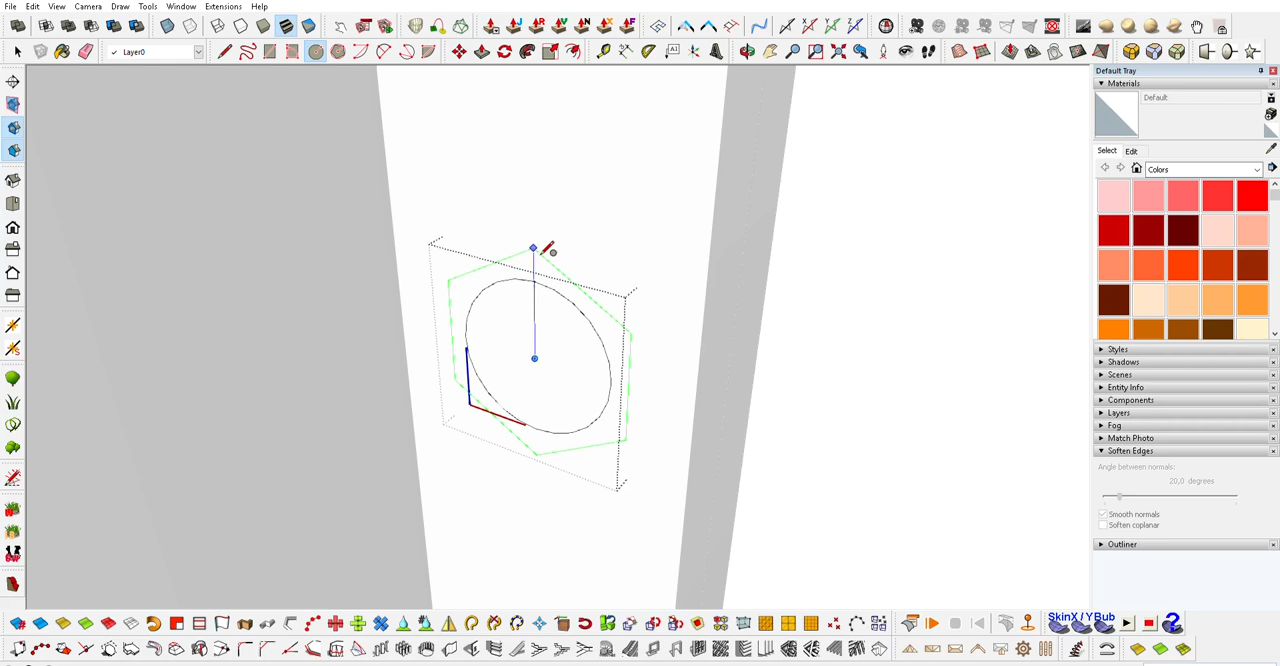 File Edit View Camera Draw Tools Window Extensions Help
Layer0
Default Tray
Materials
Default
Select Edit
Colors
Styles
Shadows
Scenes
Entity Info
Components
Layers
Fog
Match Photo
Soften Edges
Angle between normals:
20,0 degrees
Smooth normals
Soften coplanar
Outliner
SkinX / YBub